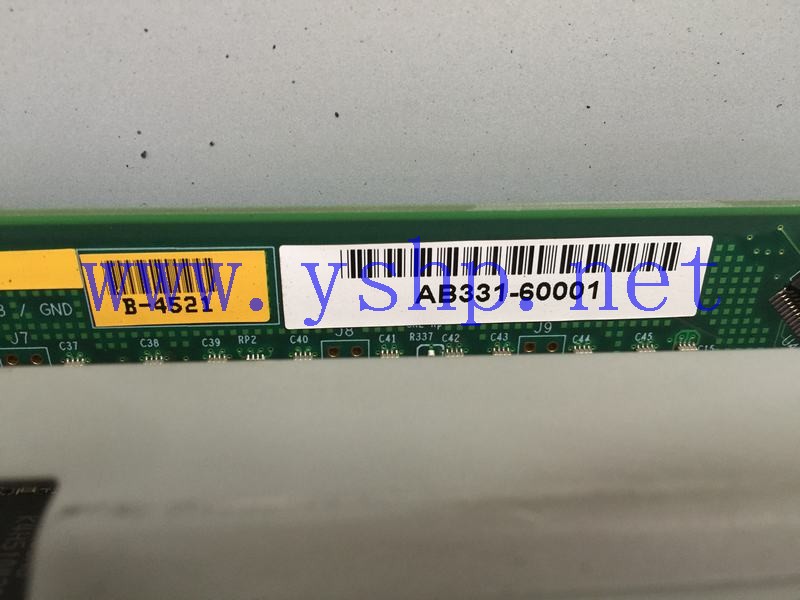 www.yshp.net
B-4521
AB331-60001
/ GND
J7
C37
C38
C39
RP2
C40
J8
C41
R337
C42
C43
J9
C44
C45
C15